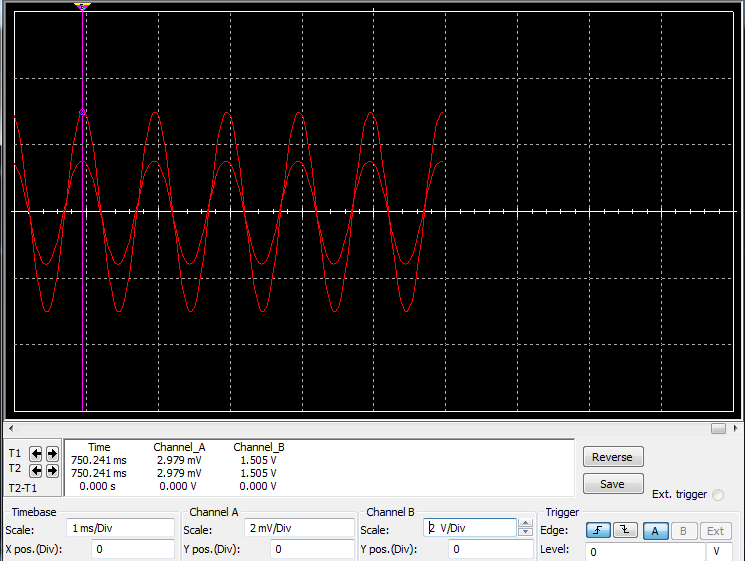 Time Channel_A Channel_B
T1 750.241 ms 2.979 mV 1.505 V
T2 750.241 ms 2.979 mV 1.505 V
T2-T1 0.000 s 0.000 V 0.000 V
Reverse
Save
Ext. trigger
Timebase
Scale: 1 ms/Div
X pos.(Div): 0
Channel A
Scale: 2 mV/Div
Y pos.(Div): 0
Channel B
Scale: 2 V/Div
Y pos.(Div): 0
Trigger
Edge: A B Ext
Level: 0 V